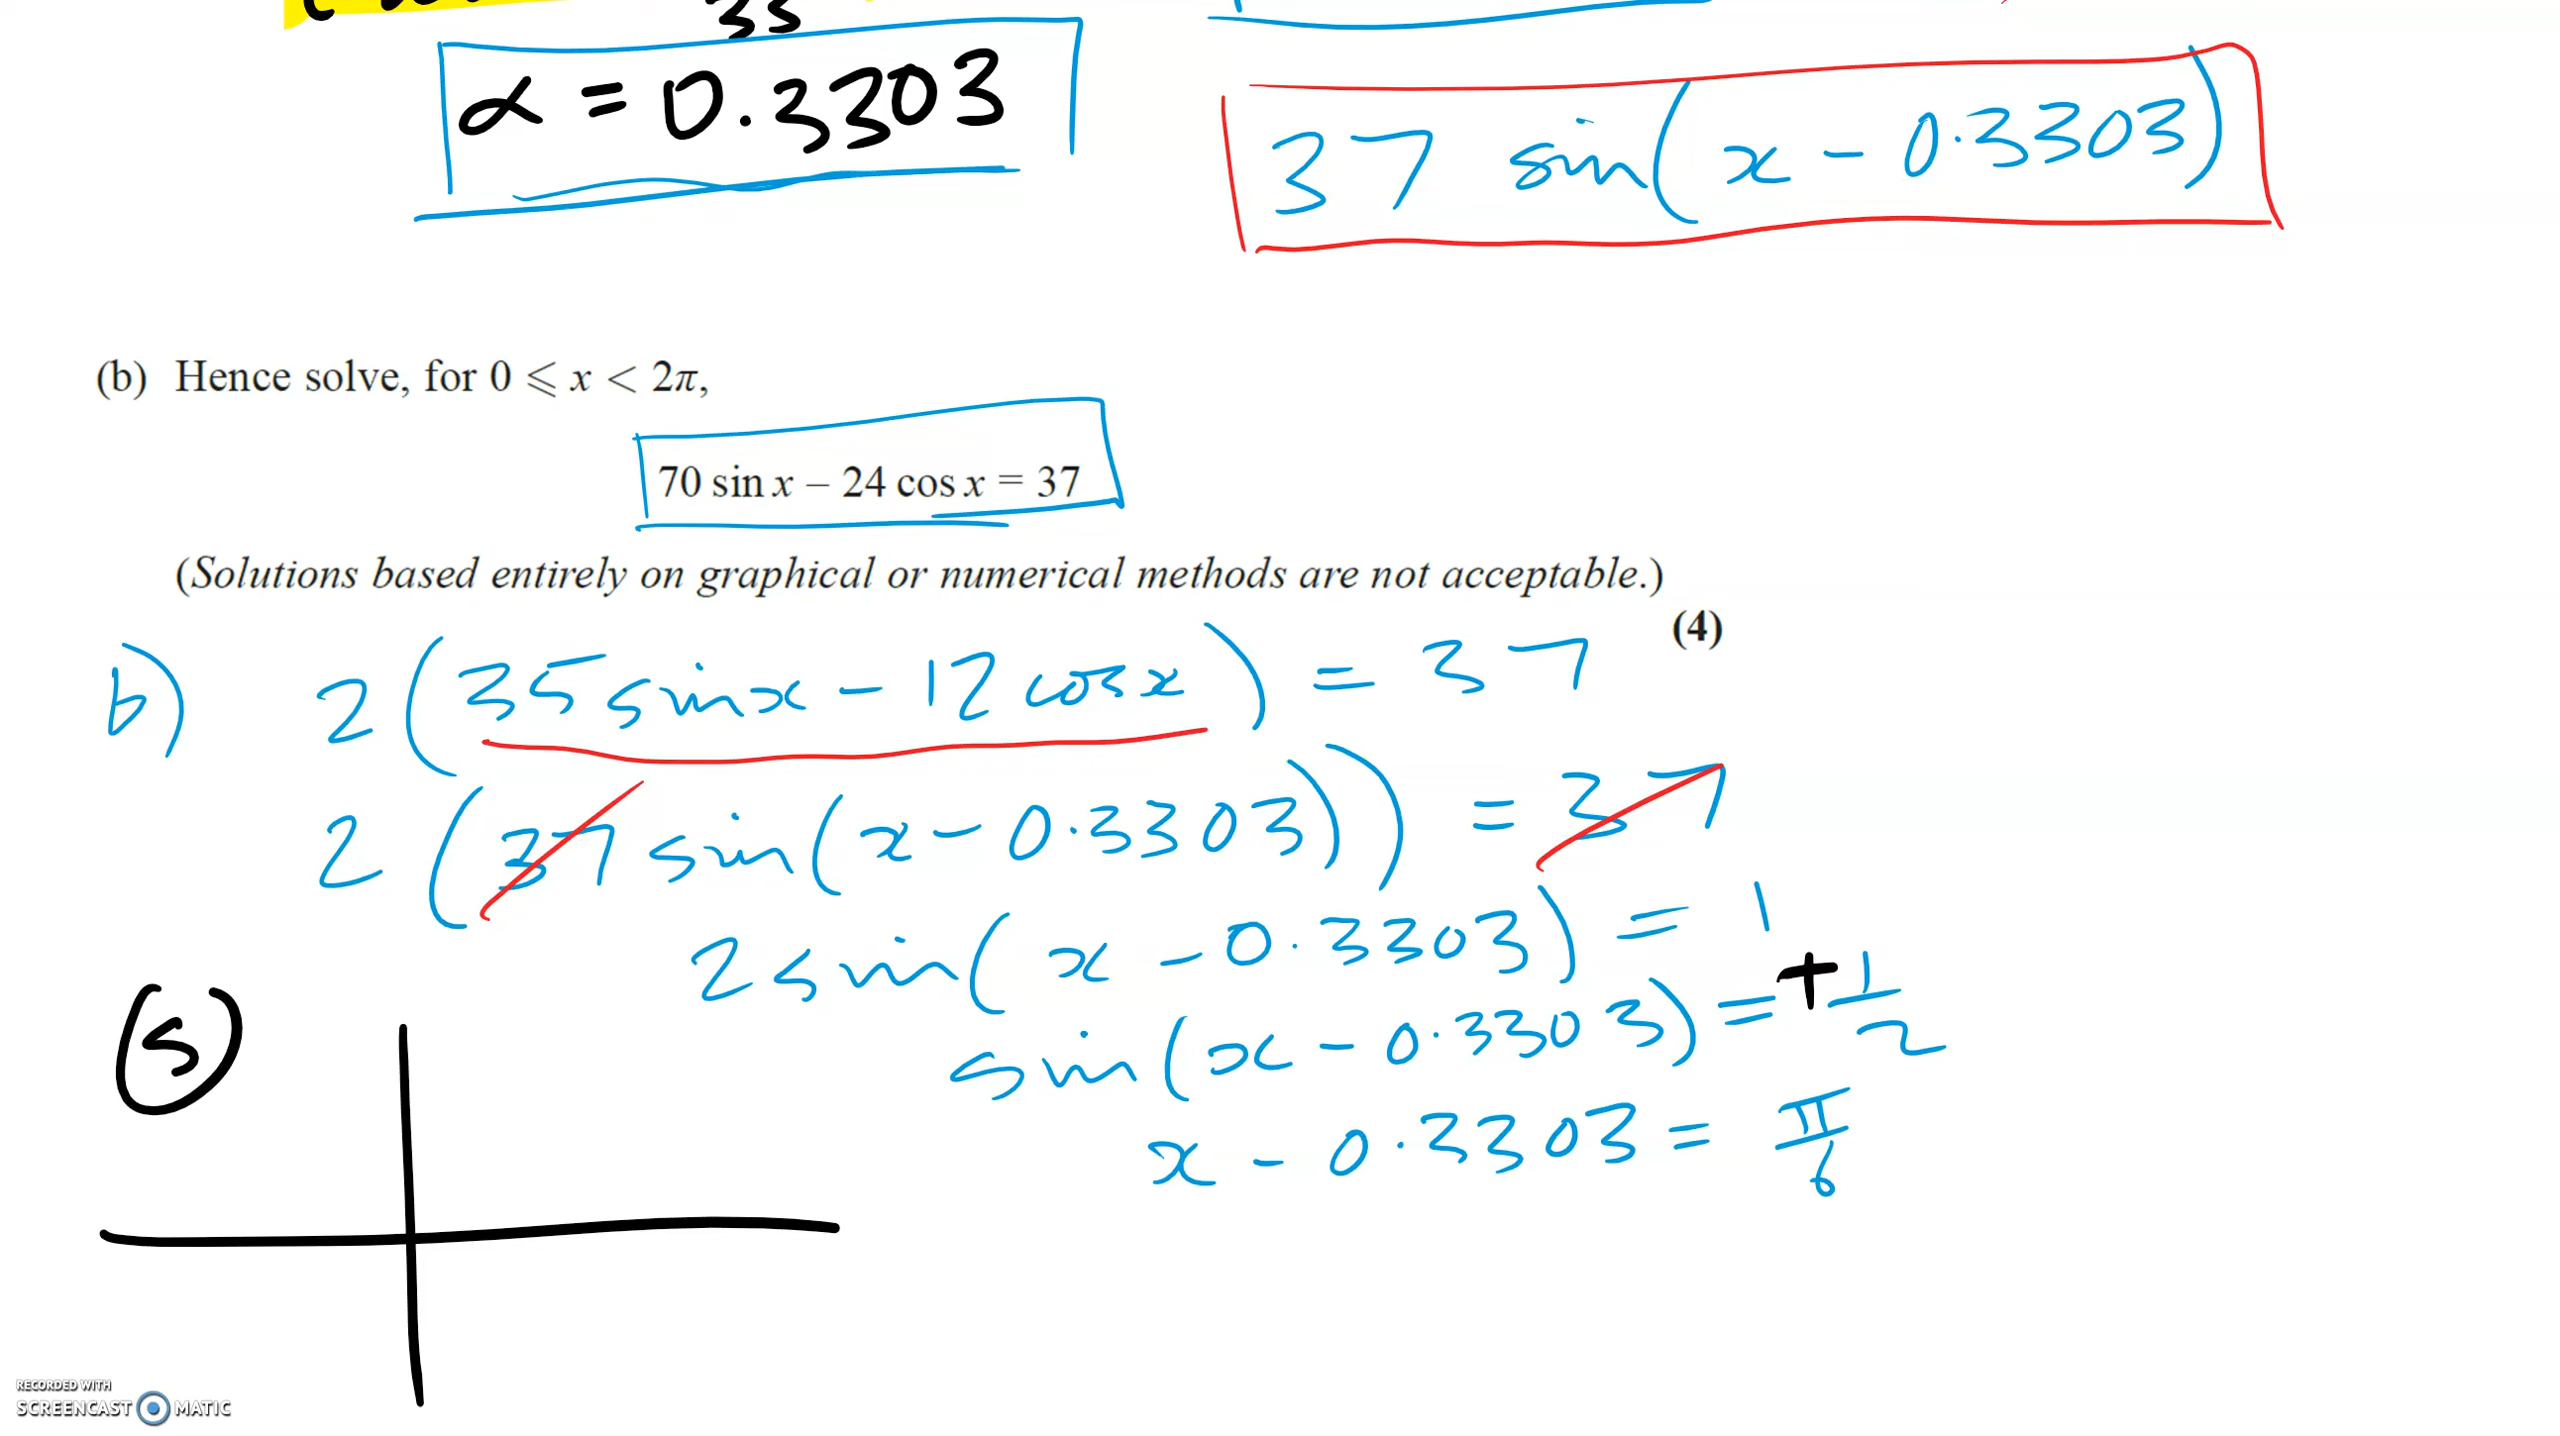 33
α = 0.3303
37 sin(x - 0.3303)
(b) Hence solve, for 0 ⩽ x < 2π,
70 sin x – 24 cos x = 37
(Solutions based entirely on graphical or numerical methods are not acceptable.)
(4)
b) 2(35 sin x - 12 cos x) = 37
2(37 sin(x - 0.3303)) = 37
2 sin(x - 0.3303) = 1
sin(x - 0.3303) = + 1/2
x - 0.3303 = π/6
(S)
RECORDED WITH
SCREENCAST MATIC